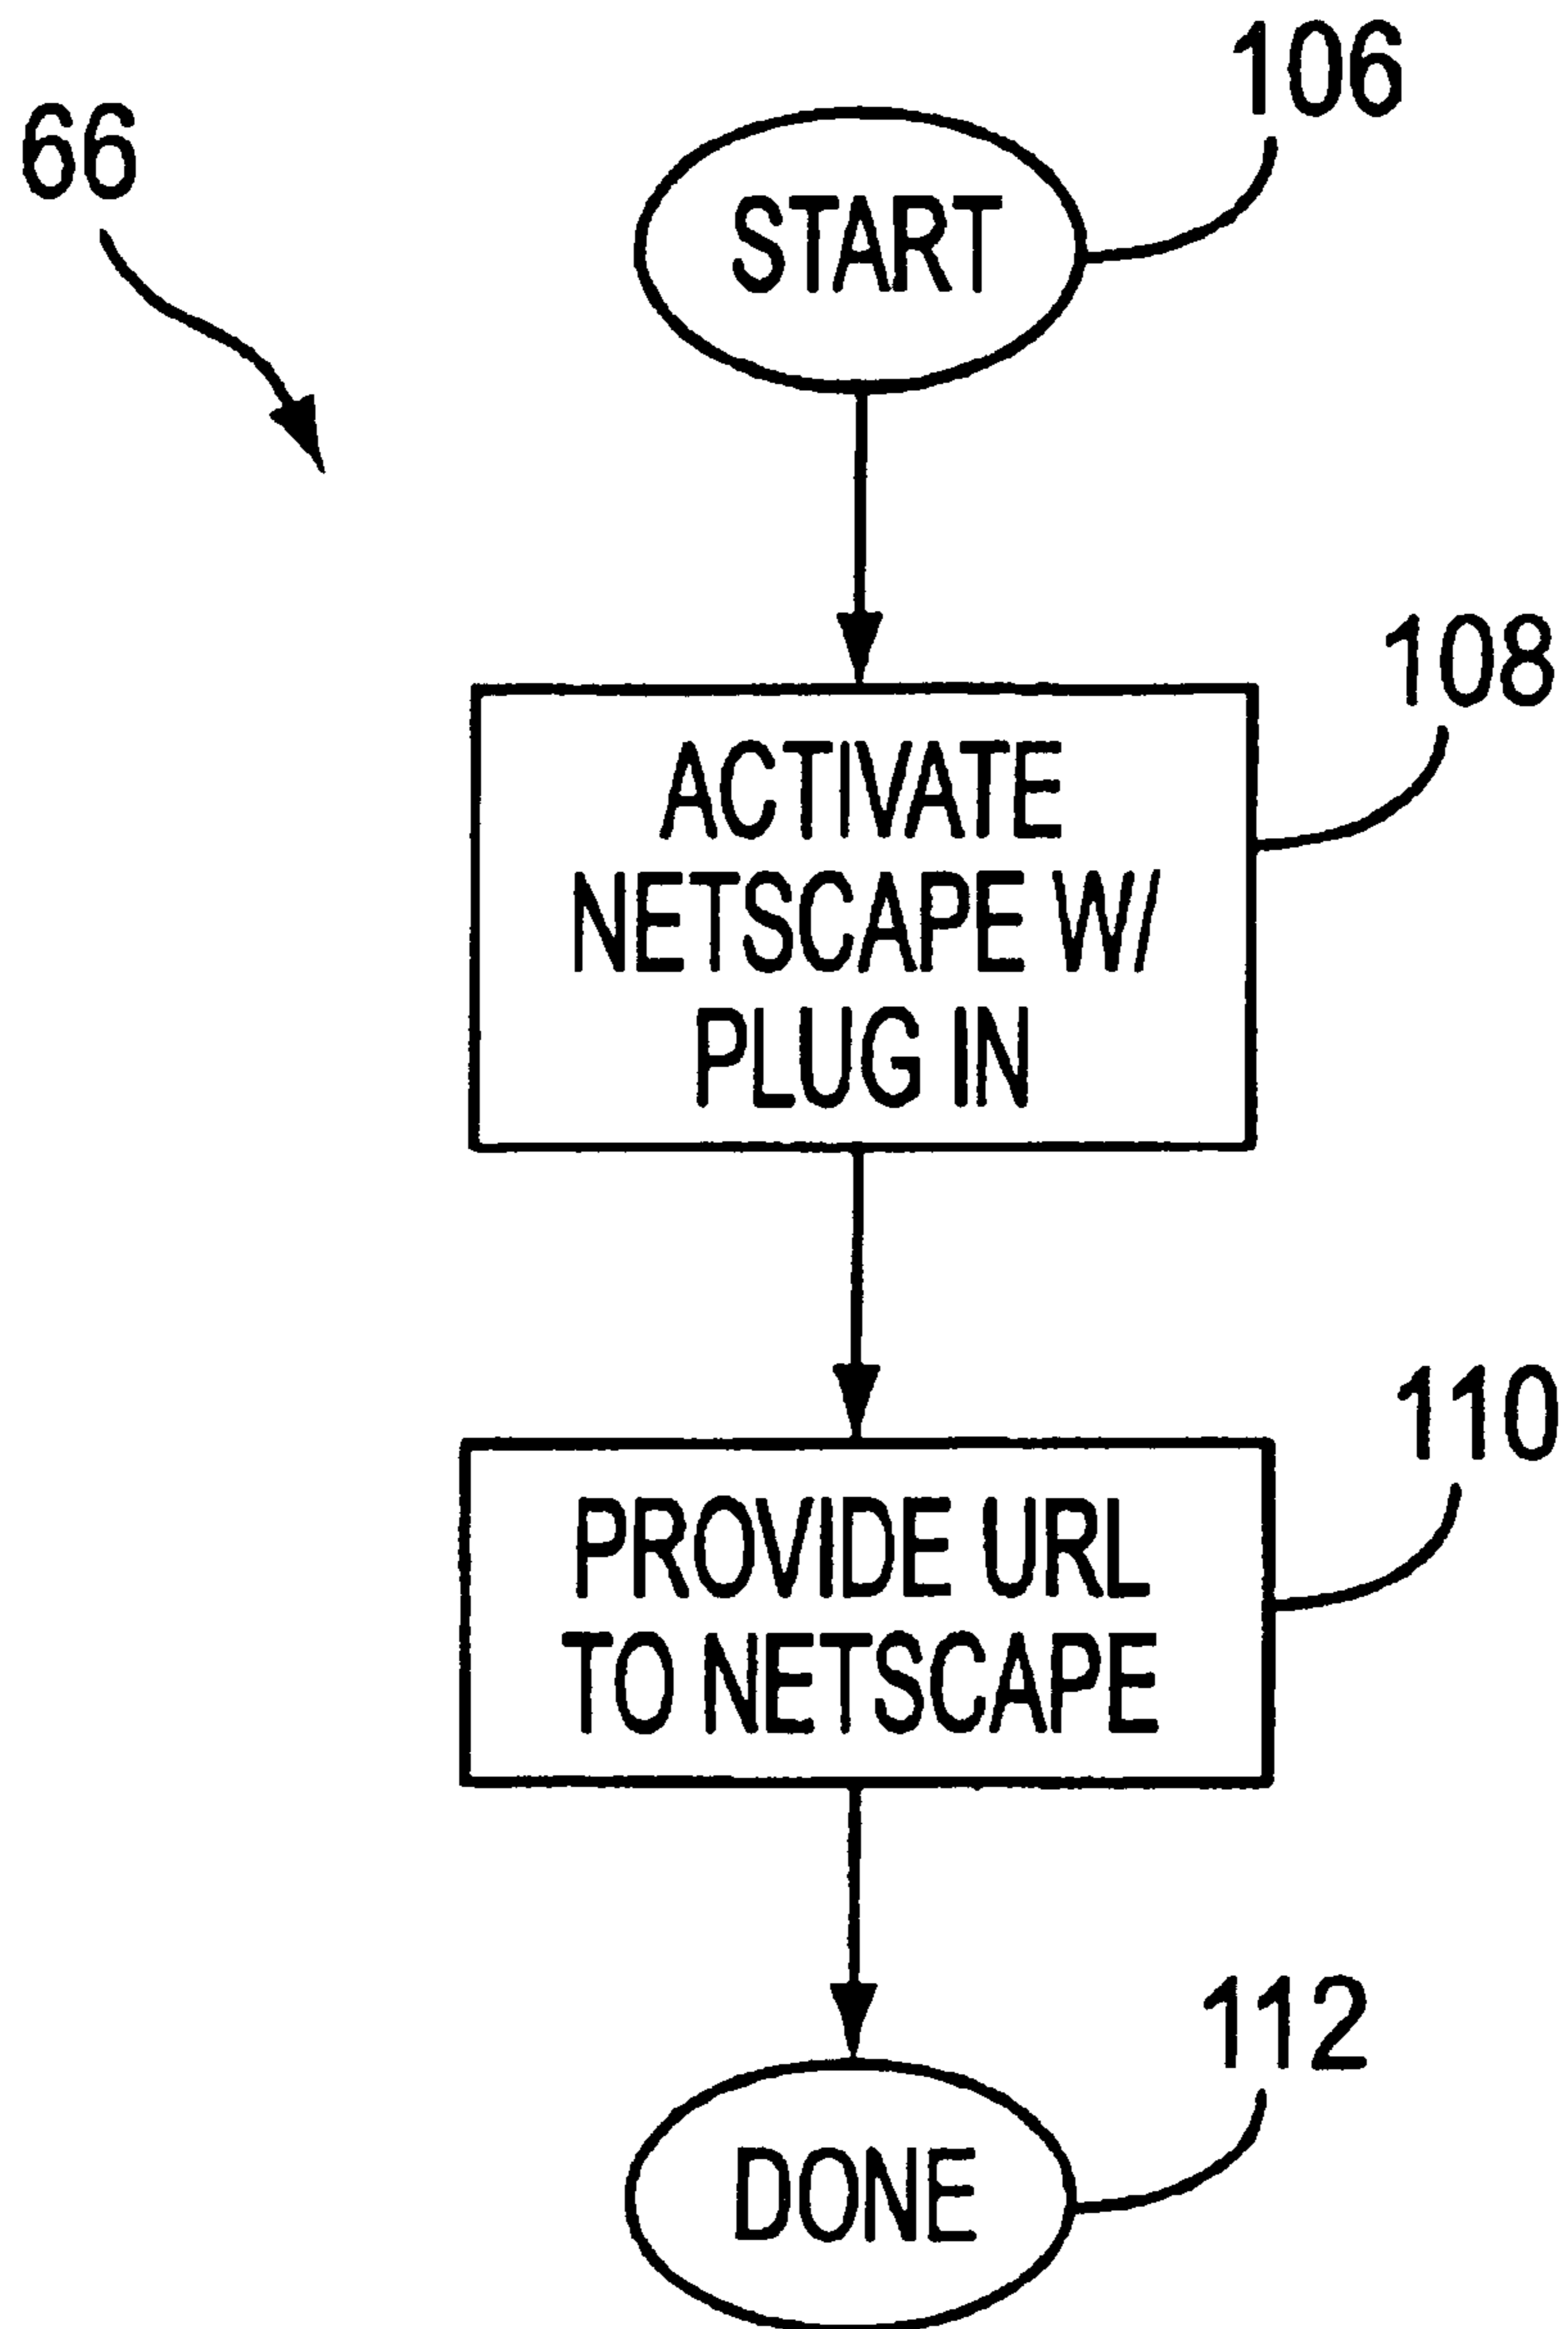 106
66
START
108
ACTIVATE
NETSCAPE W/
PLUG IN
110
PROVIDE URL
TO NETSCAPE
112
DONE